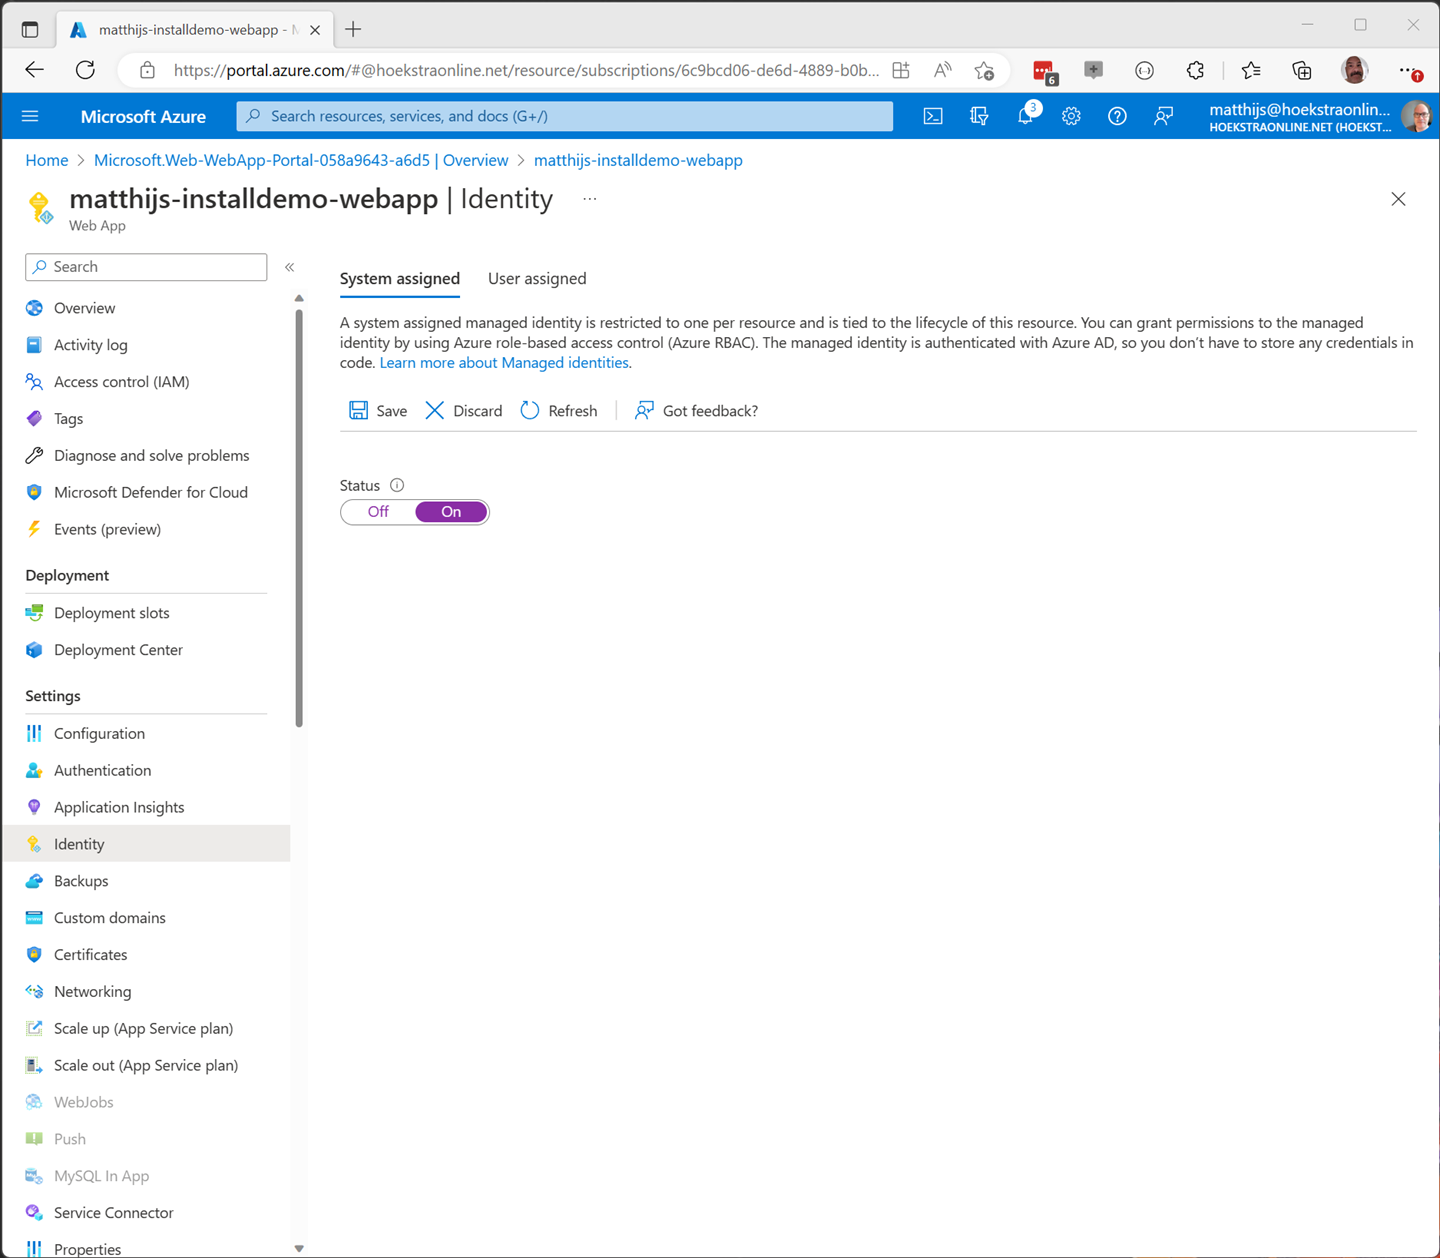 matthijs-installdemo-webapp - M
https://portal.azure.com/#@hoekstraonline.net/resource/subscriptions/6c9bcd06-de6d-4889-b0b...
6
Microsoft Azure
Search resources, services, and docs (G+/)
3
matthijs@hoekstraonlin...
HOEKSTRAONLINE.NET (HOEKST...
Home > Microsoft.Web-WebApp-Portal-058a9643-a6d5 | Overview > matthijs-installdemo-webapp
matthijs-installdemo-webapp | Identity ...
Web App
Search
Overview
Activity log
Access control (IAM)
Tags
Diagnose and solve problems
Microsoft Defender for Cloud
Events (preview)
Deployment
Deployment slots
Deployment Center
Settings
Configuration
Authentication
Application Insights
Identity
Backups
Custom domains
Certificates
Networking
Scale up (App Service plan)
Scale out (App Service plan)
WebJobs
Push
MySQL In App
Service Connector
Properties
System assigned User assigned
A system assigned managed identity is restricted to one per resource and is tied to the lifecycle of this resource. You can grant permissions to the managed
identity by using Azure role-based access control (Azure RBAC). The managed identity is authenticated with Azure AD, so you don’t have to store any credentials in
code. Learn more about Managed identities.
Save Discard Refresh Got feedback?
Status
Off On